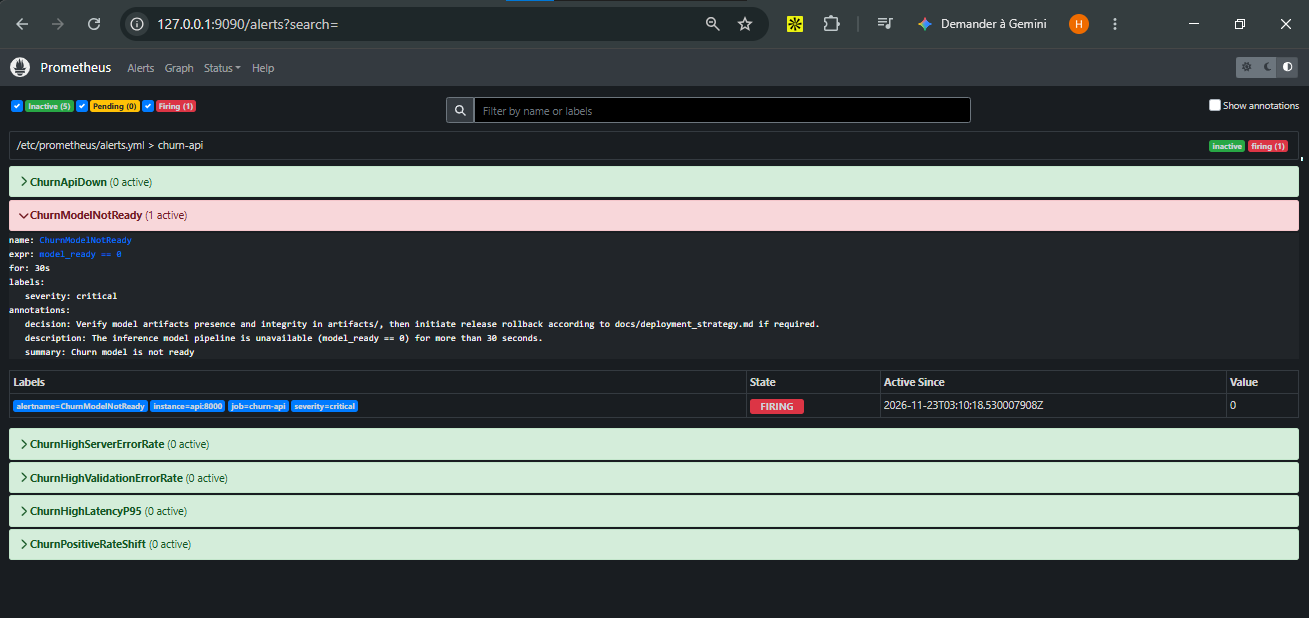 127.0.0.1:9090/alerts?search=
Demander à Gemini
H
Prometheus Alerts Graph Status Help
Inactive (5) Pending (0) Firing (1)
Filter by name or labels
Show annotations
/etc/prometheus/alerts.yml > churn-api
inactive firing (1)
ChurnApiDown (0 active)
ChurnModelNotReady (1 active)
name: ChurnModelNotReady
expr: model_ready == 0
for: 30s
labels:
severity: critical
annotations:
decision: Verify model artifacts presence and integrity in artifacts/, then initiate release rollback according to docs/deployment_strategy.md if required.
description: The inference model pipeline is unavailable (model_ready == 0) for more than 30 seconds.
summary: Churn model is not ready
Labels State Active Since Value
alertname=ChurnModelNotReady instance=api:8000 job=churn-api severity=critical FIRING 2026-11-23T03:10:18.530007908Z 0
ChurnHighServerErrorRate (0 active)
ChurnHighValidationErrorRate (0 active)
ChurnHighLatencyP95 (0 active)
ChurnPositiveRateShift (0 active)